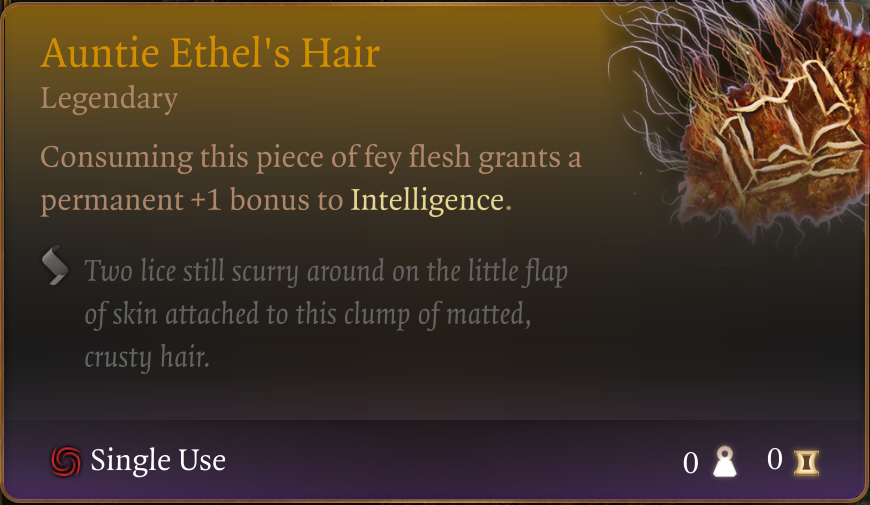 Auntie Ethel's Hair
Legendary
Consuming this piece of fey flesh grants a
permanent +1 bonus to Intelligence.
Two lice still scurry around on the little flap
of skin attached to this clump of matted,
crusty hair.
Single Use 0 0